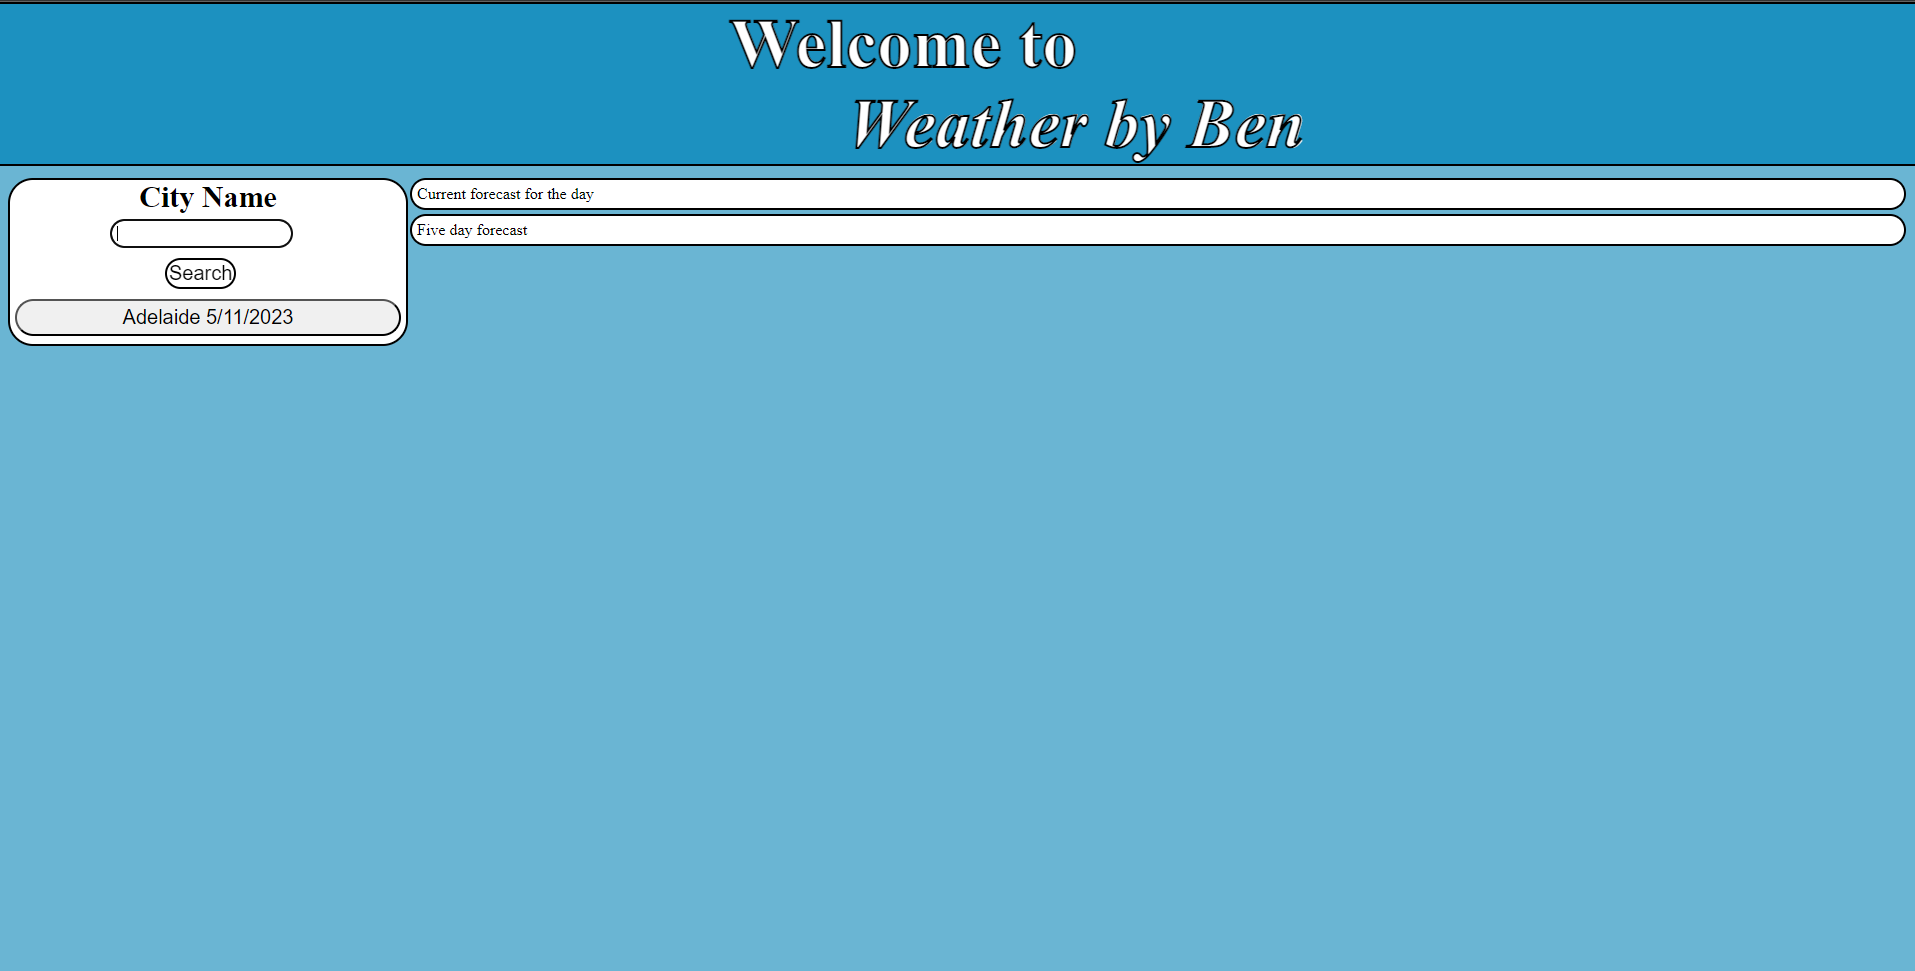 Welcome to
Weather by Ben
City Name
Search
Adelaide 5/11/2023
Current forecast for the day
Five day forecast